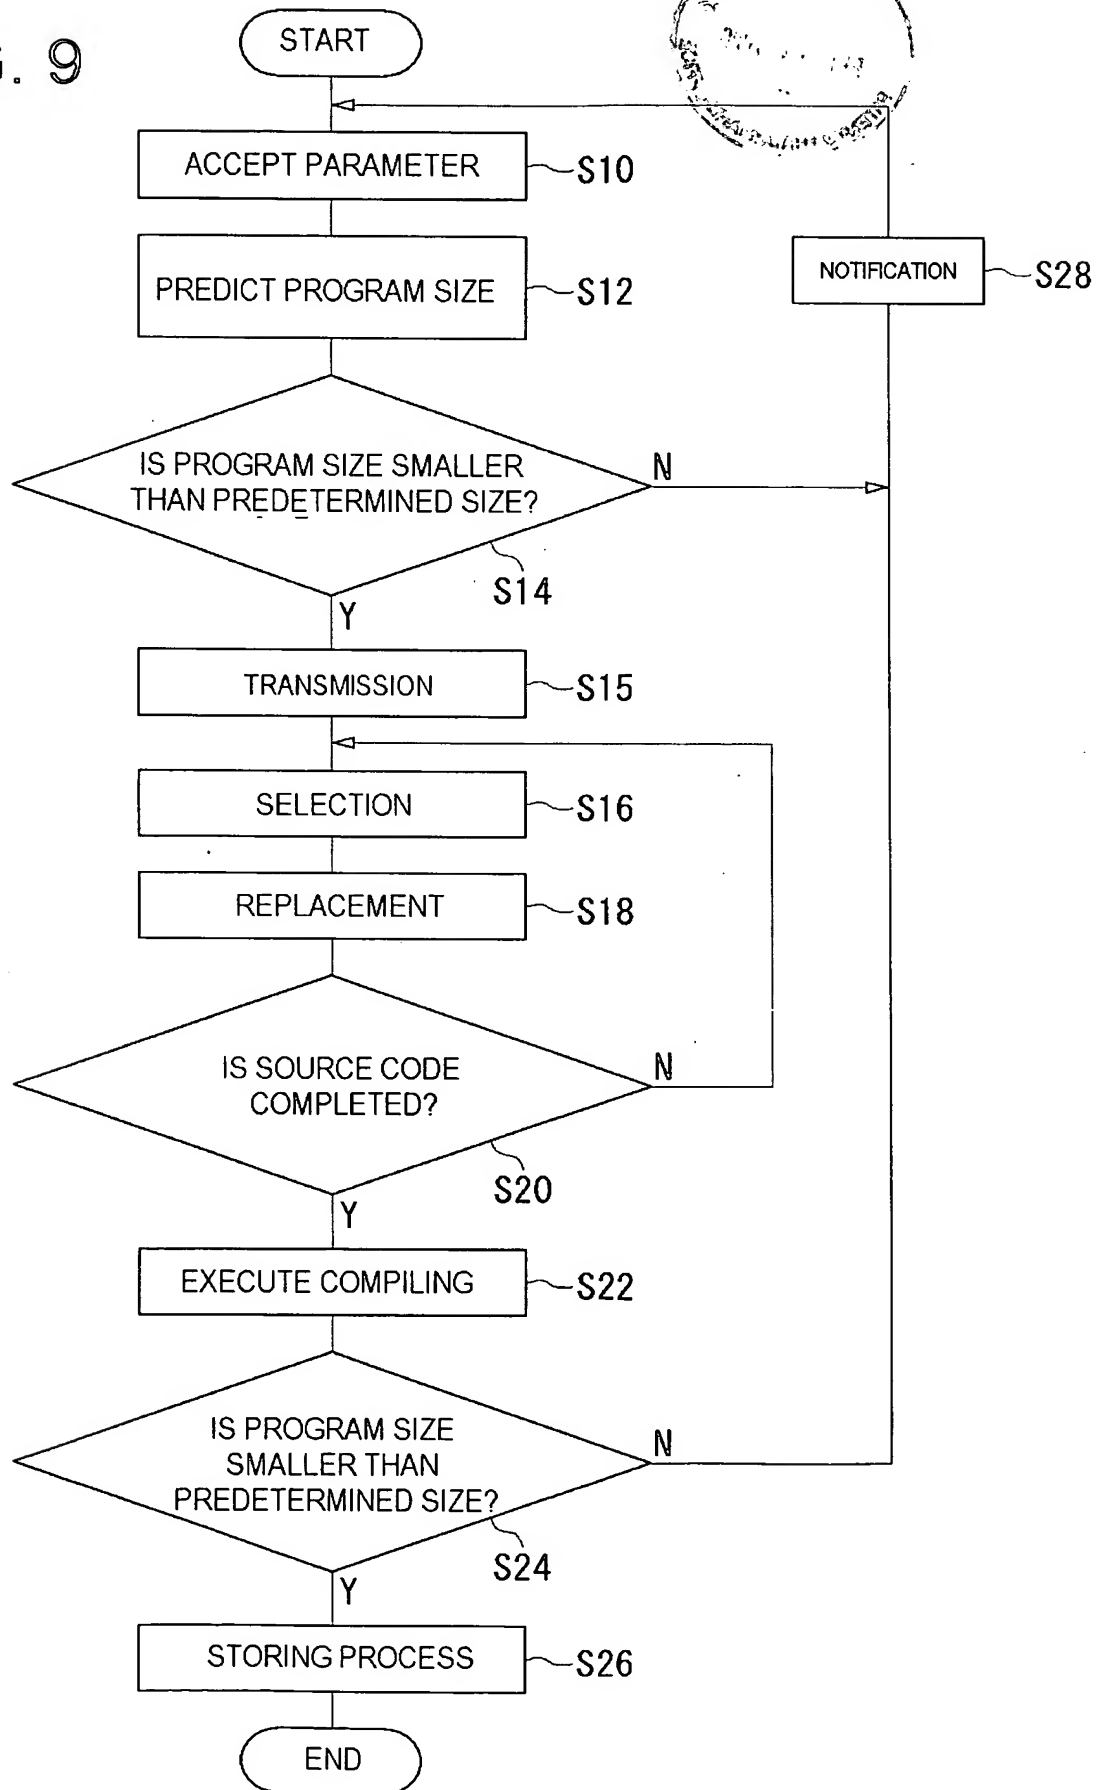 . 9
START
ACCEPT PARAMETER
S10
NOTIFICATION
S28
PREDICT PROGRAM SIZE
S12
IS PROGRAM SIZE SMALLER
THAN PREDETERMINED SIZE?
N
S14
Y
TRANSMISSION
S15
SELECTION
S16
REPLACEMENT
S18
IS SOURCE CODE
COMPLETED?
N
S20
Y
EXECUTE COMPILING
S22
IS PROGRAM SIZE
SMALLER THAN
PREDETERMINED SIZE?
N
S24
Y
STORING PROCESS
S26
END